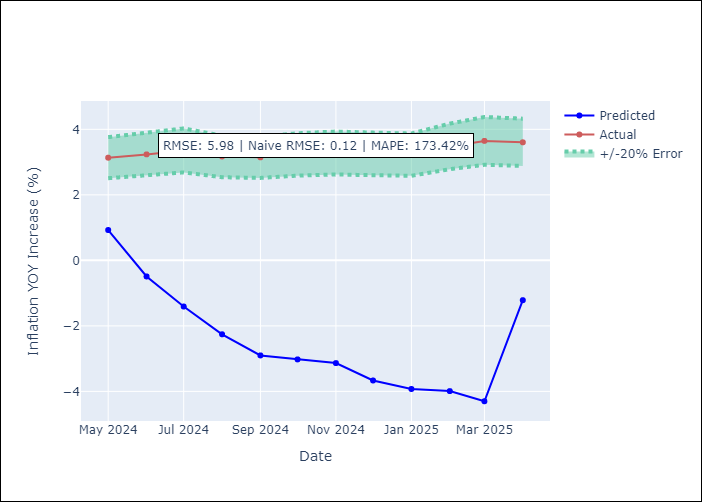 RMSE: 5.98 | Naive RMSE: 0.12 | MAPE: 173.42%
Predicted
Actual
+/-20% Error
Inflation YOY Increase (%)
4
2
0
−2
−4
May 2024
Jul 2024
Sep 2024
Nov 2024
Jan 2025
Mar 2025
Date